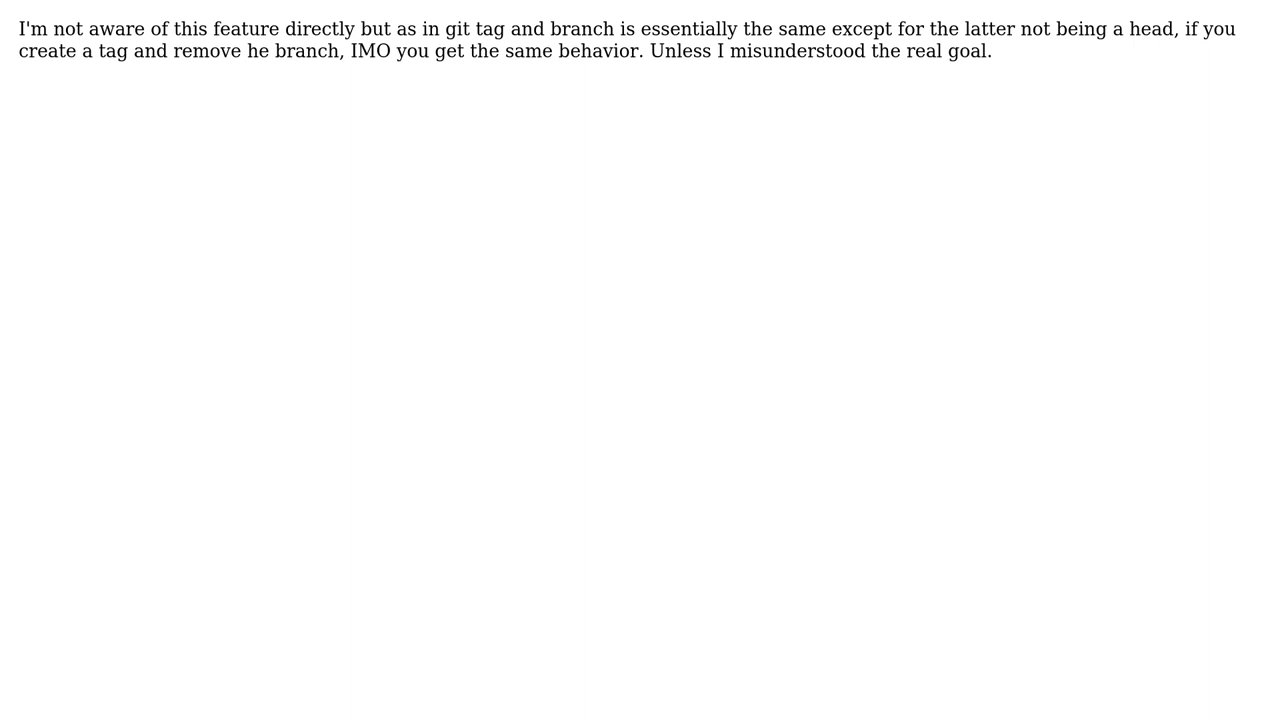 I'm not aware of this feature directly but as in git tag and branch is essentially the same except for the latter not being a head, if you
create a tag and remove he branch, IMO you get the same behavior. Unless I misunderstood the real goal.